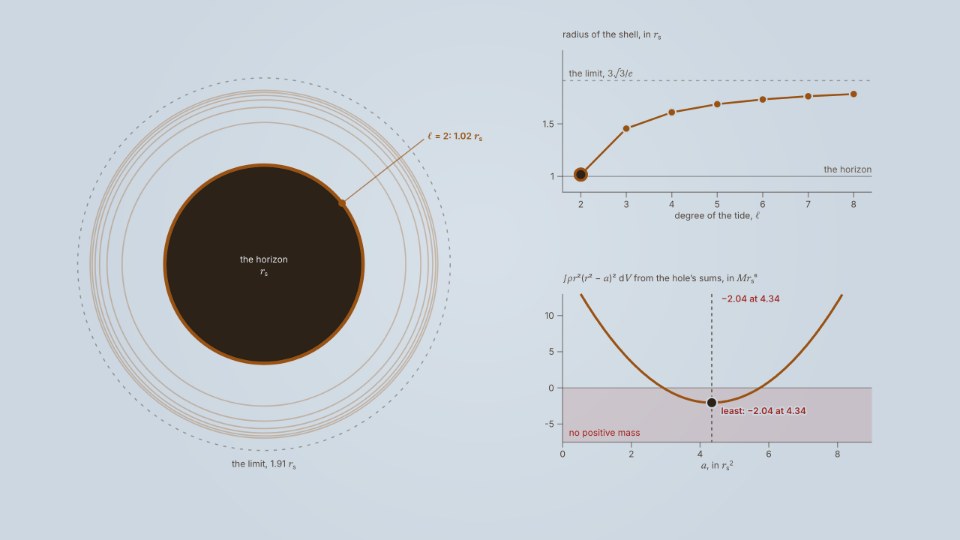 ℓ = 2: 1.02 rₛ
the horizon
rₛ
the limit, 1.91 rₛ
radius of the shell, in rₛ
the limit, 3√3/e
1.5
1
the horizon
2 3 4 5 6 7 8
degree of the tide, ℓ
∫ρr²(r² − a)² dV from the hole's sums, in Mrₛ⁶
−2.04 at 4.34
10
5
0
-5
least: −2.04 at 4.34
no positive mass
0 2 4 6 8
a, in rₛ²